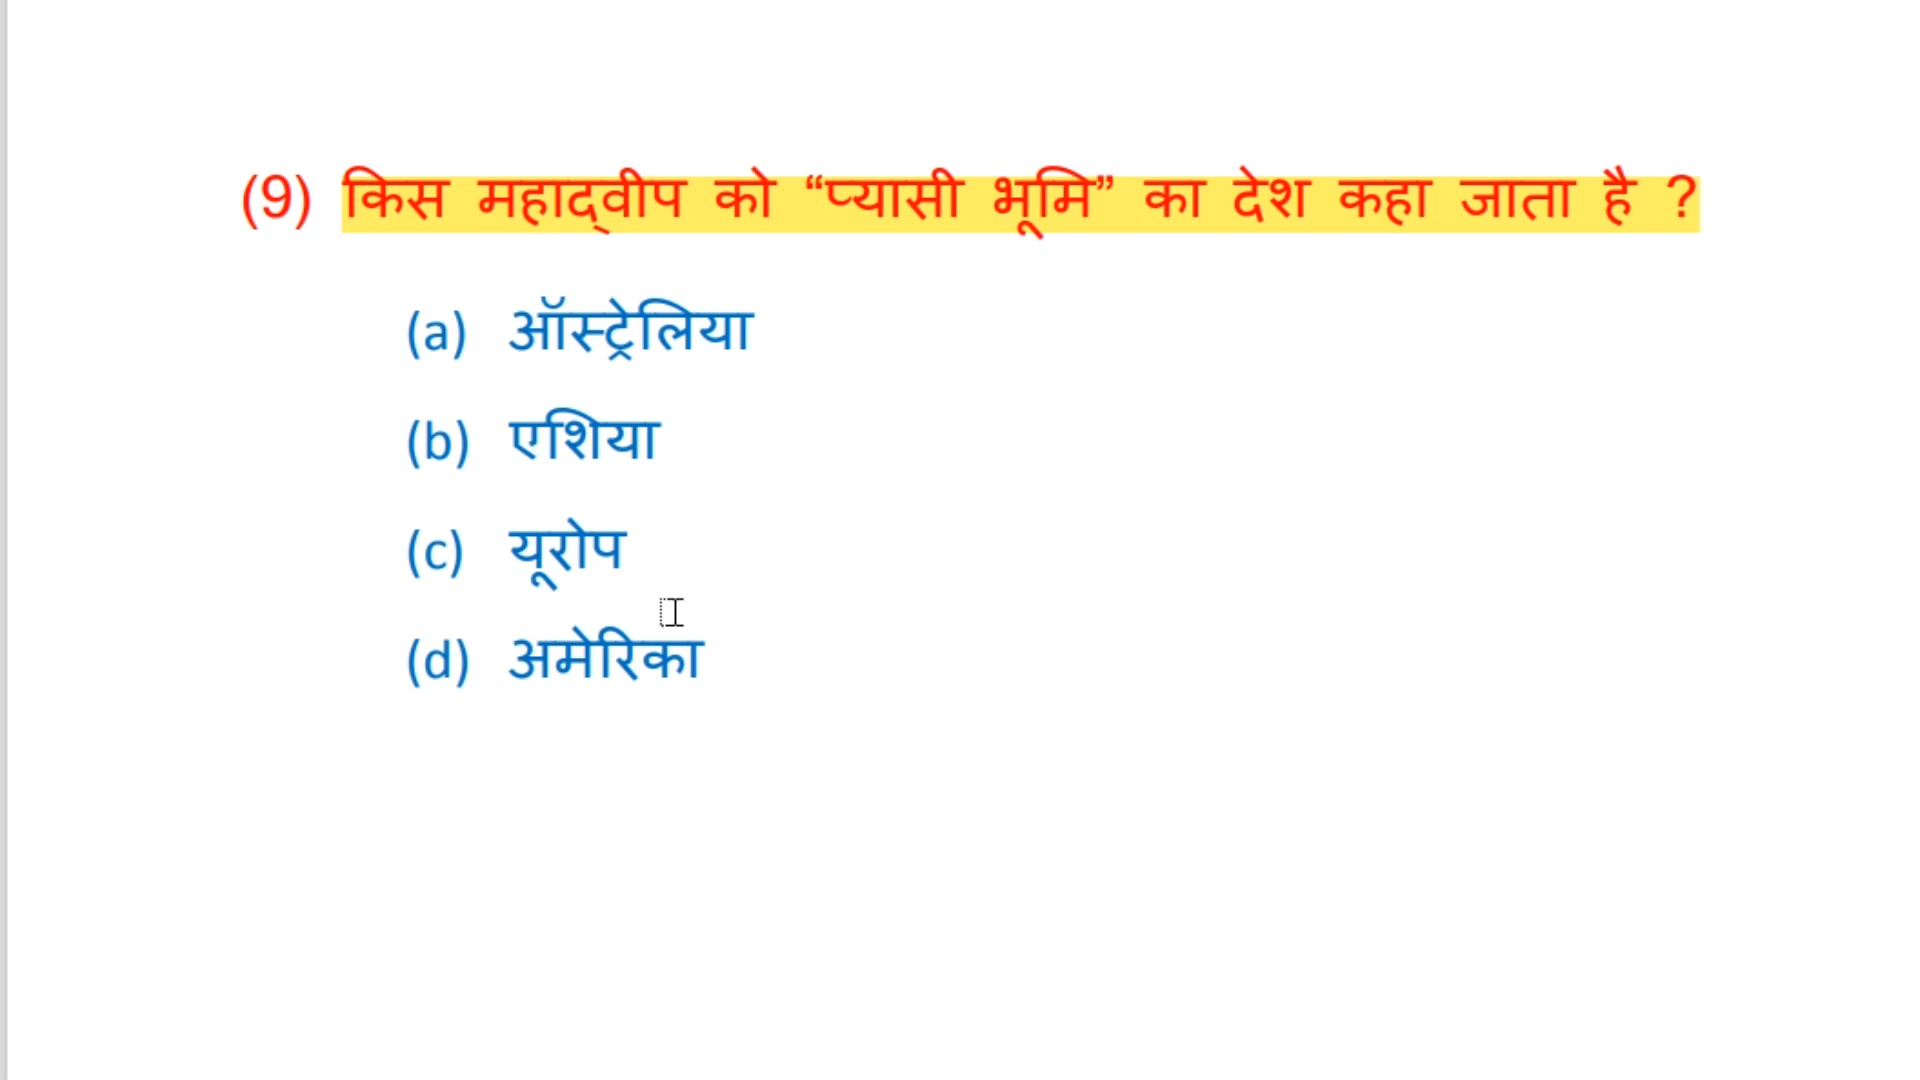 (9) किस महाद्वीप को “प्यासी भूमि” का देश कहा जाता है ?
(a) ऑस्ट्रेलिया
(b) एशिया
(c) यूरोप
(d) अमेरिका